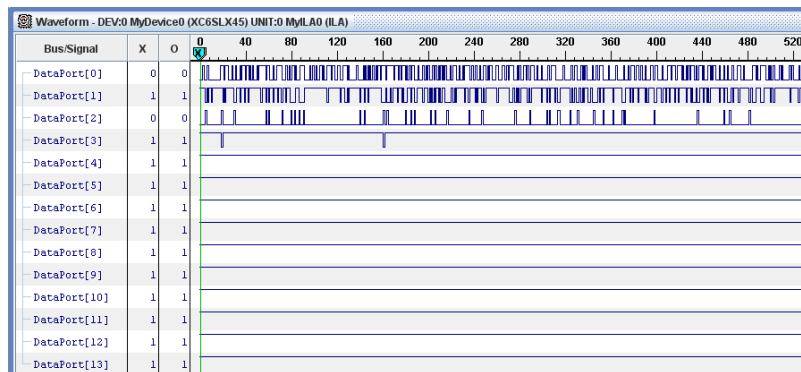 Waveform - DEV:0 MyDevice0 (XC6SLX45) UNIT:0 MyILA0 (ILA)
Bus/Signal X O 0 40 80 120 160 200 240 280 320 360 400 440 480 520
X
DataPort[0] 0 0
DataPort[1] 1 1
DataPort[2] 0 0
DataPort[3] 1 1
DataPort[4] 1 1
DataPort[5] 1 1
DataPort[6] 1 1
DataPort[7] 1 1
DataPort[8] 1 1
DataPort[9] 1 1
DataPort[10] 1 1
DataPort[11] 1 1
DataPort[12] 1 1
DataPort[13] 1 1